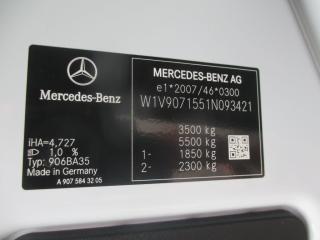 Mercedes-Benz
MERCEDES-BENZ AG
e1*2007/46*0300
W1V9071551N093421
3500 kg
5500 kg
1- 1850 kg
2- 2300 kg
iHA=4,727
1,0 %
Typ: 906BA35
Made in Germany
A 907 584 32 05